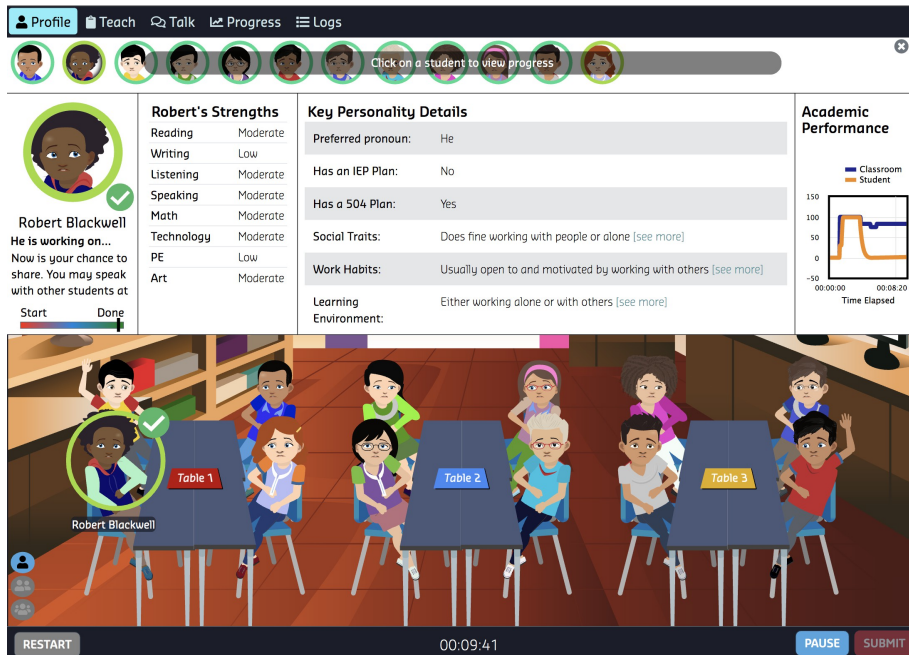 Profile Teach Talk Progress Logs
Click on a student to view progress
Robert Blackwell
He is working on...
Now is your chance to
share. You may speak
with other students at
Start Done
Robert's Strengths
Reading Moderate
Writing Low
Listening Moderate
Speaking Moderate
Math Moderate
Technology Moderate
PE Low
Art Moderate
Key Personality Details
Preferred pronoun: He
Has an IEP Plan: No
Has a 504 Plan: Yes
Social Traits: Does fine working with people or alone [see more]
Work Habits: Usually open to and motivated by working with others [see more]
Learning
Environment: Either working alone or with others [see more]
Academic
Performance
Classroom
Student
150
100
50
0
-50
00:00:00 00:08:20
Time Elapsed
Table 1 Table 2 Table 3
Robert Blackwell
RESTART 00:09:41 PAUSE SUBMIT